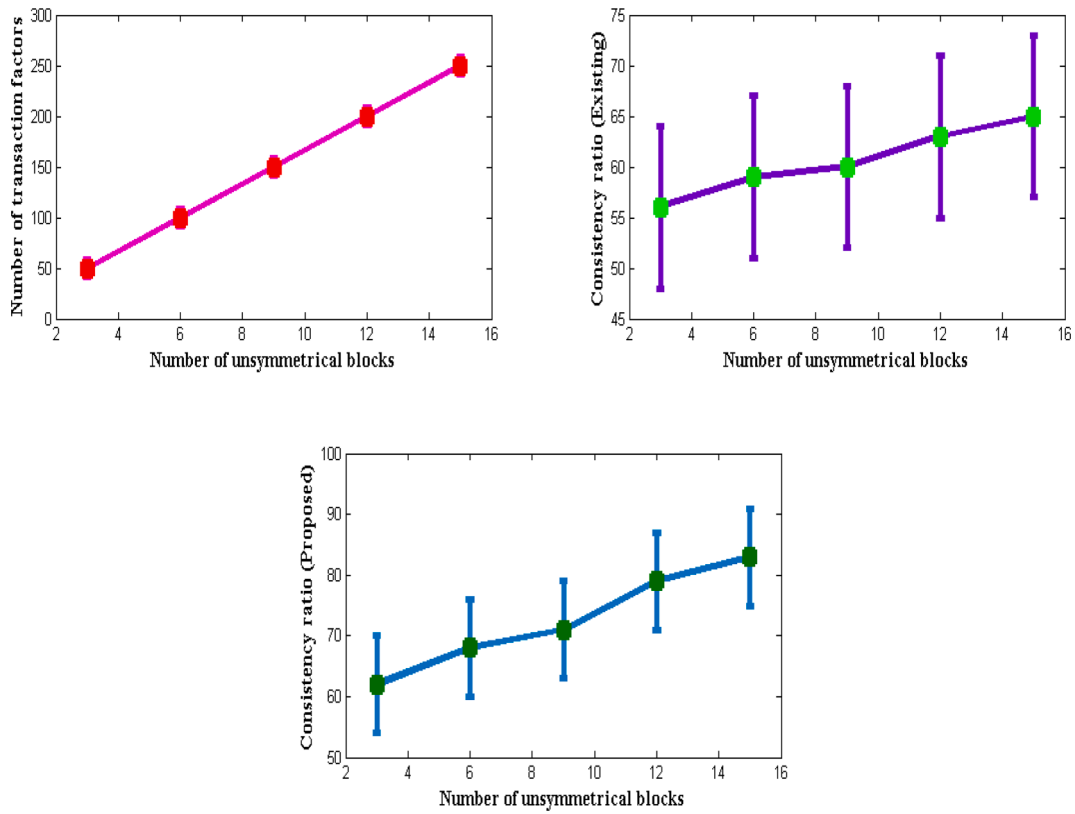 Number of transaction factors
300
250
200
150
100
50
0
2 4 6 8 10 12 14 16
Number of unsymmetrical blocks
Consistency ratio (Existing)
75
70
65
60
55
50
45
2 4 6 8 10 12 14 16
Number of unsymmetrical blocks
Consistency ratio (Proposed)
100
90
80
70
60
50
2 4 6 8 10 12 14 16
Number of unsymmetrical blocks